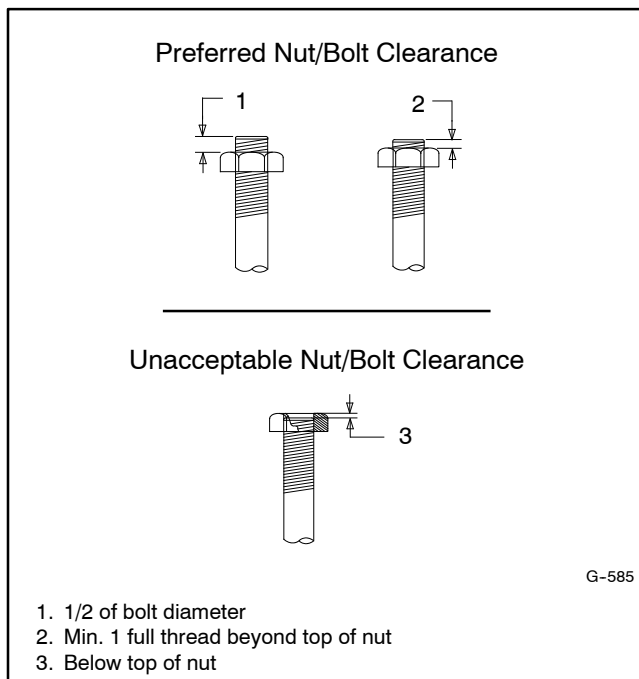 Preferred Nut/Bolt Clearance
1
2
Unacceptable Nut/Bolt Clearance
3
G-585
1. 1/2 of bolt diameter
2. Min. 1 full thread beyond top of nut
3. Below top of nut